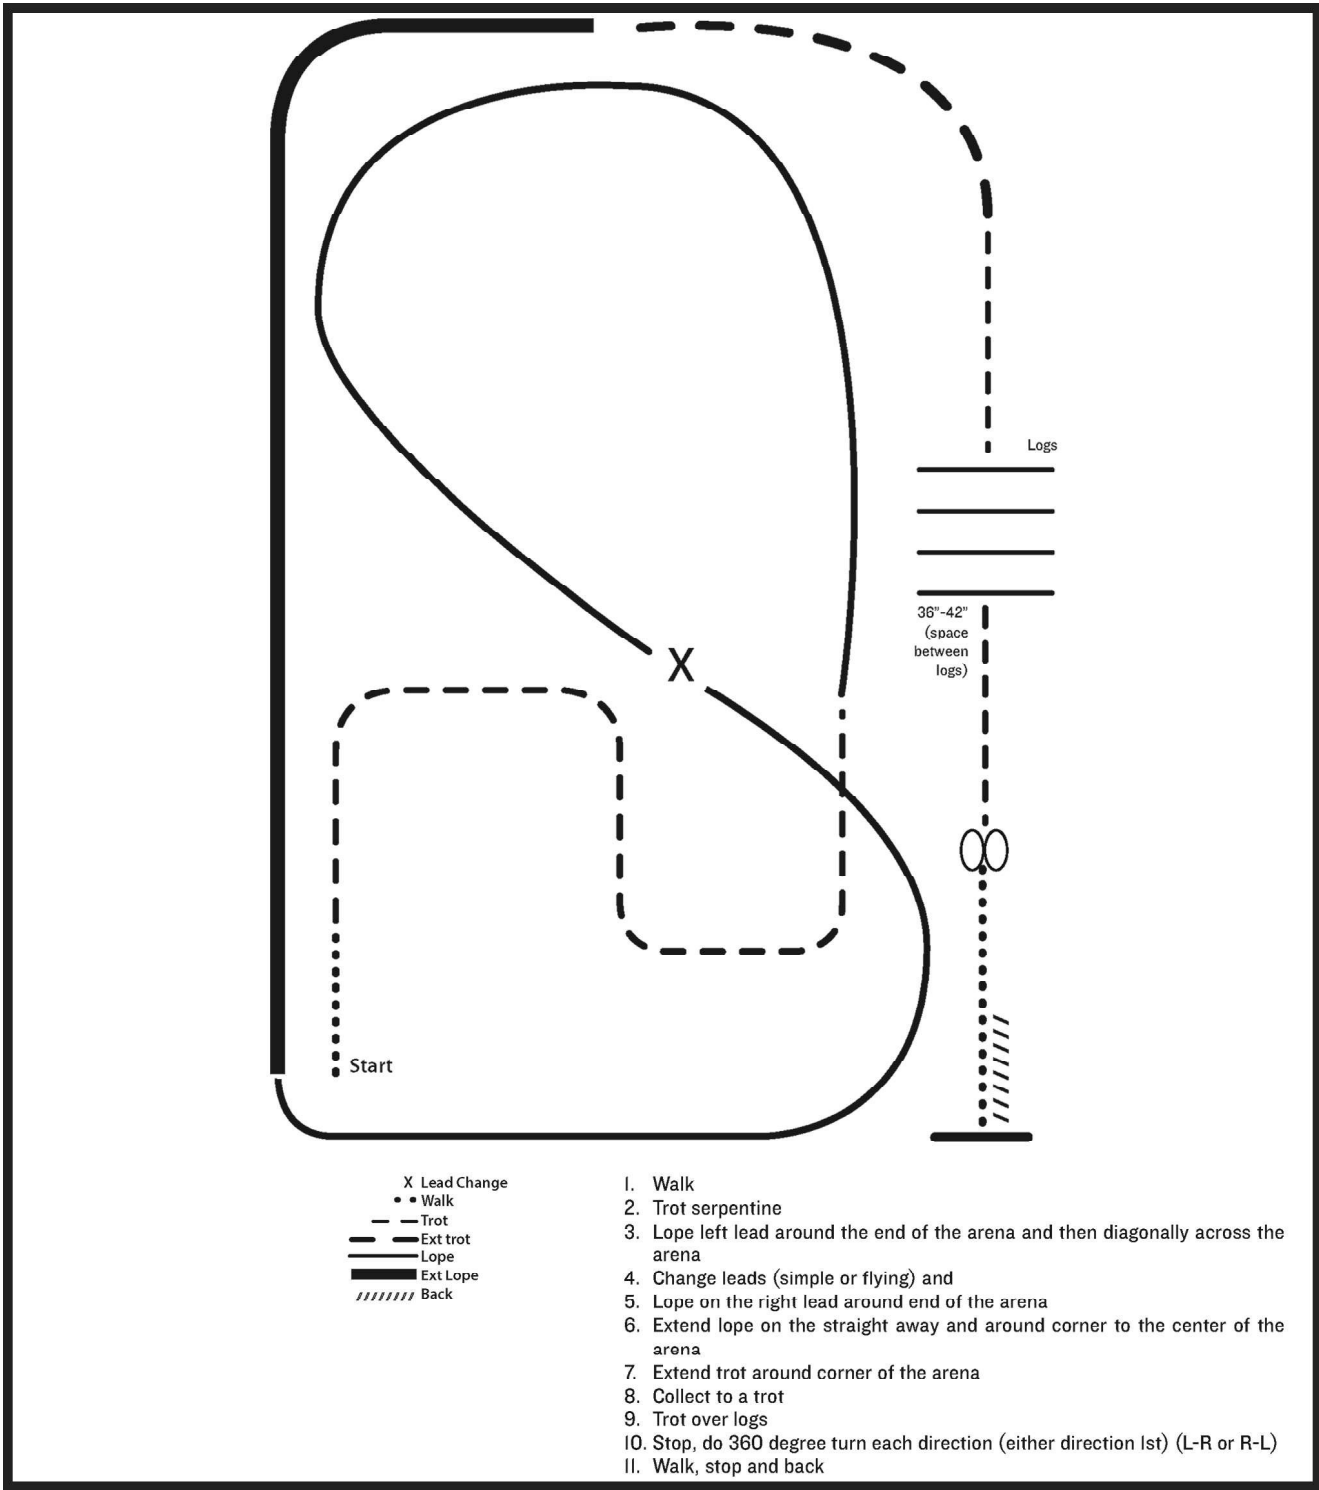 Logs
36"-42"
(space
between
logs)
X
Start
X Lead Change
Walk
Trot
Ext trot
Lope
Ext Lope
Back
1. Walk
2. Trot serpentine
3. Lope left lead around the end of the arena and then diagonally across the
arena
4. Change leads (simple or flying) and
5. Lope on the right lead around end of the arena
6. Extend lope on the straight away and around corner to the center of the
arena
7. Extend trot around corner of the arena
8. Collect to a trot
9. Trot over logs
10. Stop, do 360 degree turn each direction (either direction 1st) (L-R or R-L)
11. Walk, stop and back